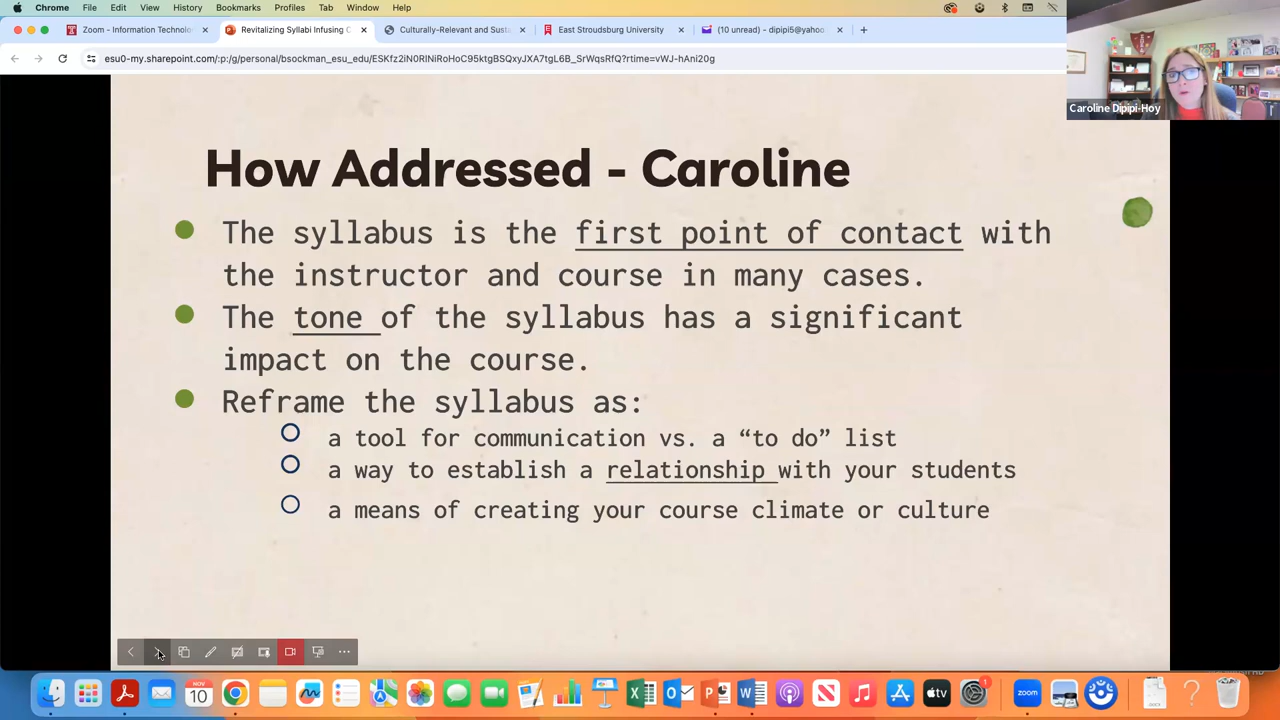 Chrome File Edit View History Bookmarks Profiles Tab Window Help
Zoom - Information Technolo
Revitalizing Syllabi Infusing C
Culturally-Relevant and Susta
East Stroudsburg University
(10 unread) - dipipi5@yahoo.
esu0-my.sharepoint.com/:p:/g/personal/bsockman_esu_edu/ESKfz2iN0RlNiRoHoC95ktgBSQxyJXA7tgL6B_SrWqsRfQ?rtime=vWJ-hAni20g
Caroline Dipipi-Hoy
How Addressed - Caroline
The syllabus is the first point of contact with
the instructor and course in many cases.
The tone of the syllabus has a significant
impact on the course.
Reframe the syllabus as:
a tool for communication vs. a “to do” list
a way to establish a relationship with your students
a means of creating your course climate or culture
NOV
10
1
tv
zoom